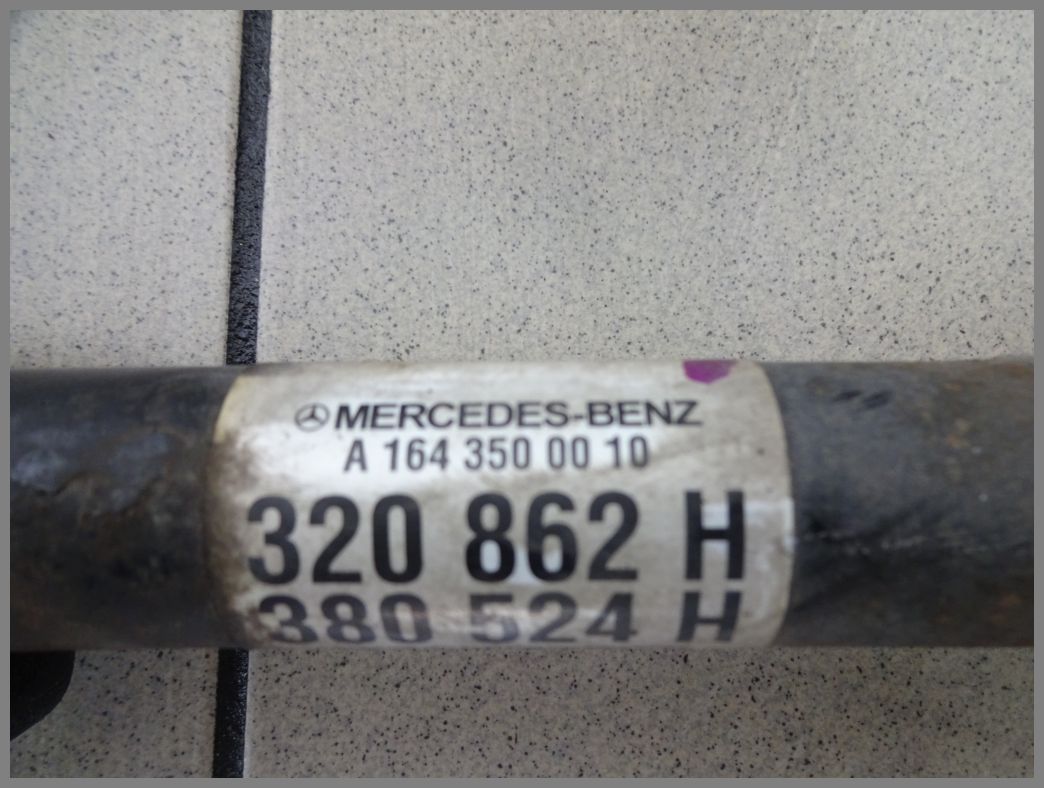 MERCEDES-BENZ
A 164 350 00 10
320 862 H
380 524 H